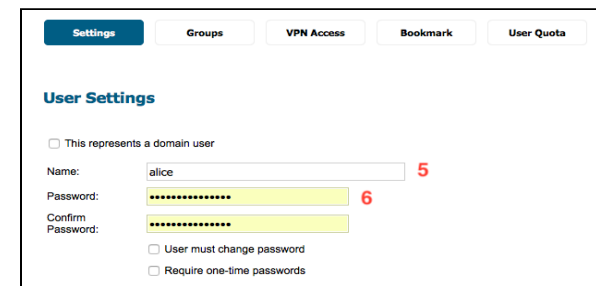 Settings Groups VPN Access Bookmark User Quota
User Settings
This represents a domain user
Name: alice 5
Password: ••••••••••••••• 6
Confirm
Password: •••••••••••••••
User must change password
Require one-time passwords